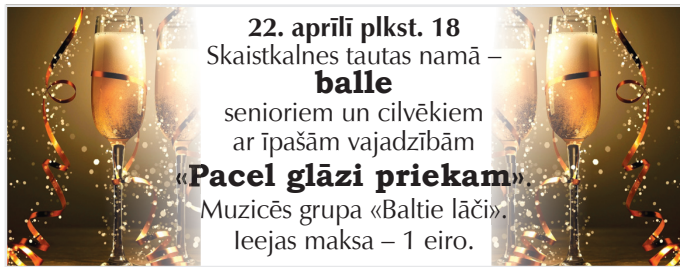 22. aprīlī plkst. 18
Skaistkalnes tautas namā –
balle
senioriem un cilvēkiem
ar īpašām vajadzībām
«Pacel glāzi priekam».
Muzicēs grupa «Baltie lāči».
Ieejas maksa – 1 eiro.